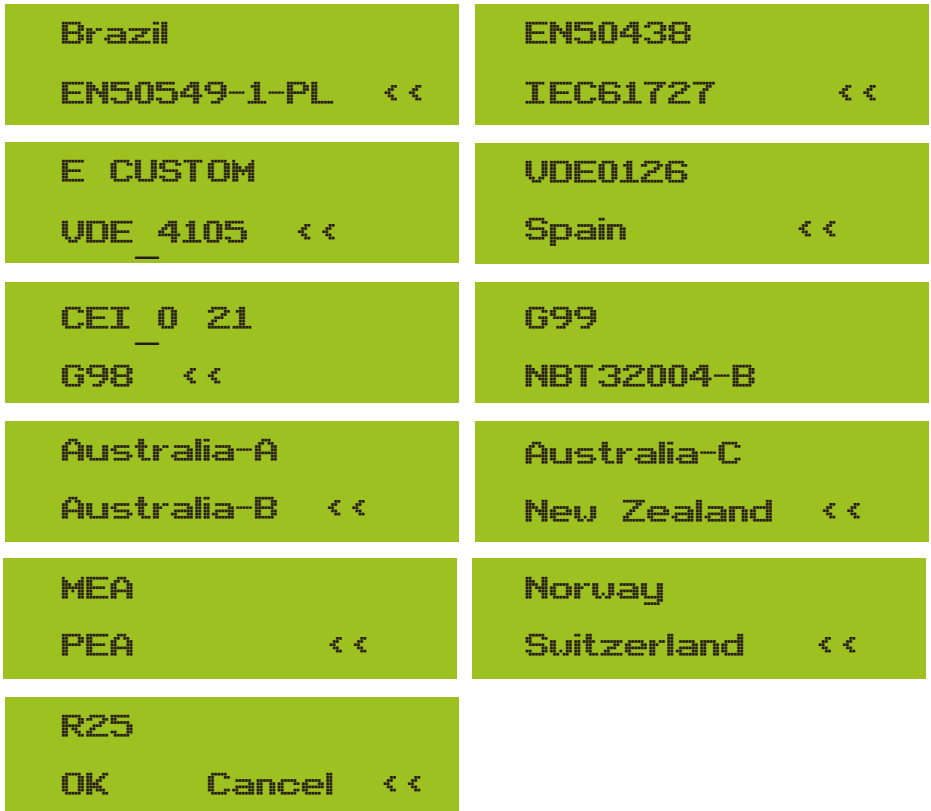 Brazil
EN50549-1-PL <<
EN50438
IEC61727 <<
E CUSTOM
VDE_4105 <<
VDE0126
Spain <<
CEI_0 21
G98 <<
G99
NBT32004-B
Australia-A
Australia-B <<
Australia-C
New Zealand <<
MEA
PEA <<
Norway
Switzerland <<
R25
OK Cancel <<